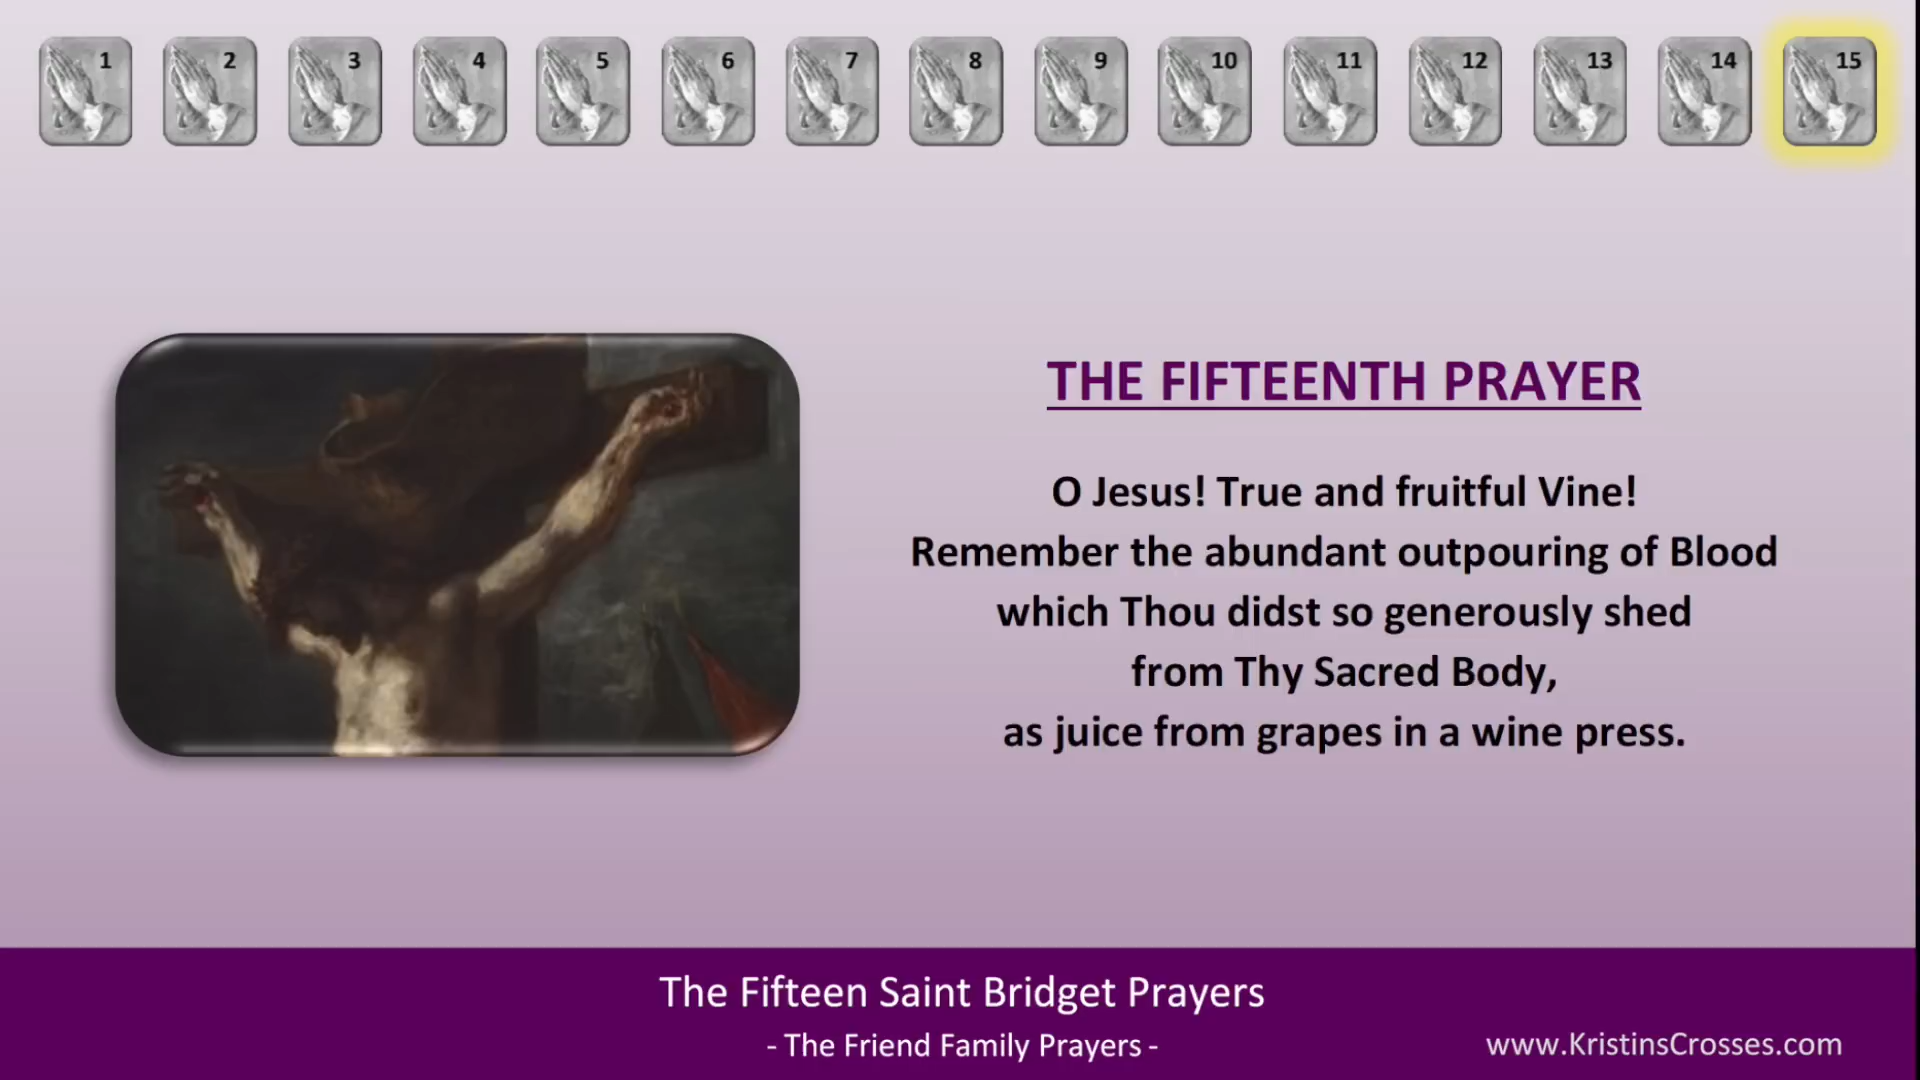 1 2 3 4 5 6 7 8 9 10 11 12 13 14 15
THE FIFTEENTH PRAYER
O Jesus! True and fruitful Vine!
Remember the abundant outpouring of Blood
which Thou didst so generously shed
from Thy Sacred Body,
as juice from grapes in a wine press.
The Fifteen Saint Bridget Prayers
- The Friend Family Prayers -
www.KristinsCrosses.com